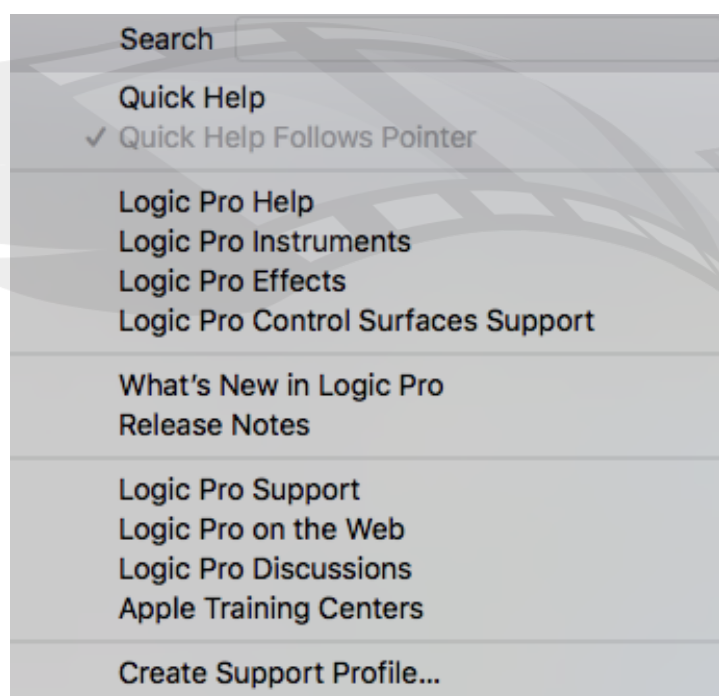 Search
Quick Help
✓ Quick Help Follows Pointer
Logic Pro Help
Logic Pro Instruments
Logic Pro Effects
Logic Pro Control Surfaces Support
What's New in Logic Pro
Release Notes
Logic Pro Support
Logic Pro on the Web
Logic Pro Discussions
Apple Training Centers
Create Support Profile...